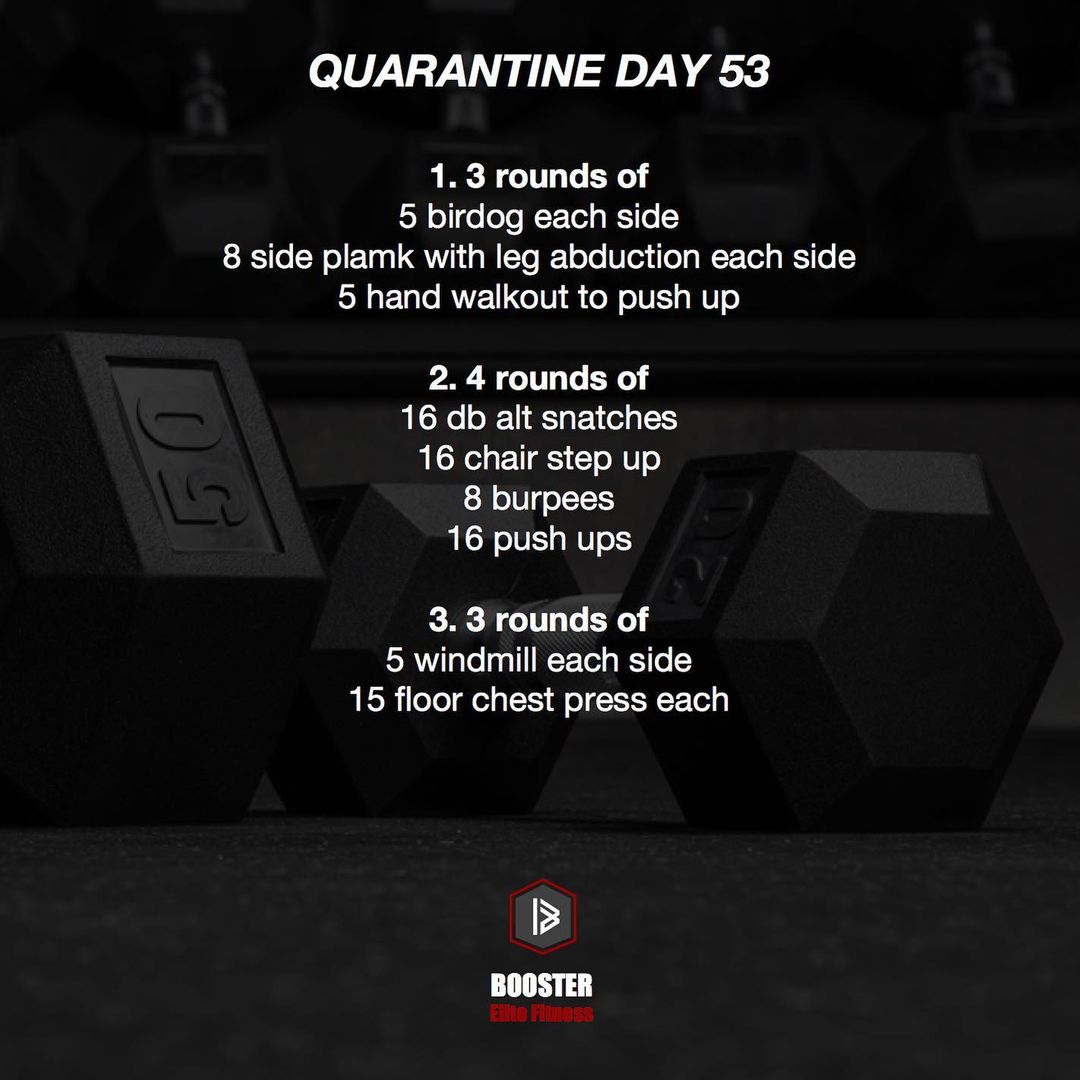 QUARANTINE DAY 53
1. 3 rounds of
5 birdog each side
8 side plamk with leg abduction each side
5 hand walkout to push up
2. 4 rounds of
16 db alt snatches
16 chair step up
8 burpees
16 push ups
3. 3 rounds of
5 windmill each side
15 floor chest press each
50
20
B
BOOSTER
Elite Fitness